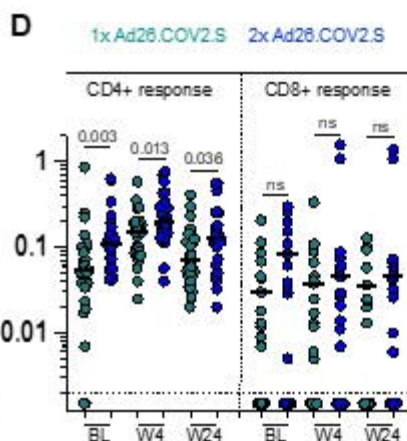 D
1x Ad26.COV2.S 2x Ad26.COV2.S
CD4+ response CD8+ response
0.003 0.013 0.036 ns ns ns
1
0.1
0.01
BL W4 W24 BL W4 W24